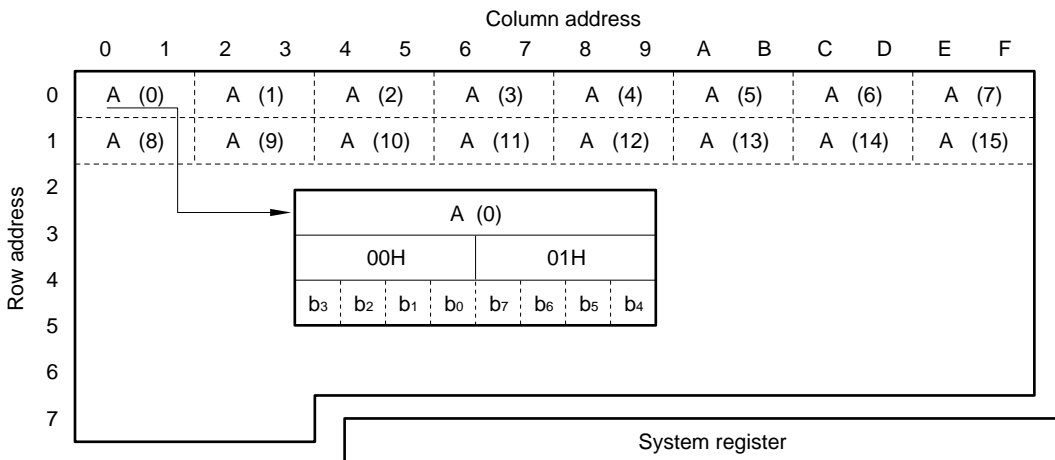 Column address
0 1 2 3 4 5 6 7 8 9 A B C D E F
0 A (0) A (1) A (2) A (3) A (4) A (5) A (6) A (7)
1 A (8) A (9) A (10) A (11) A (12) A (13) A (14) A (15)
Row address
2
3
4
5
6
7
A (0)
00H 01H
b₃ b₂ b₁ b₀ b₇ b₆ b₅ b₄
System register